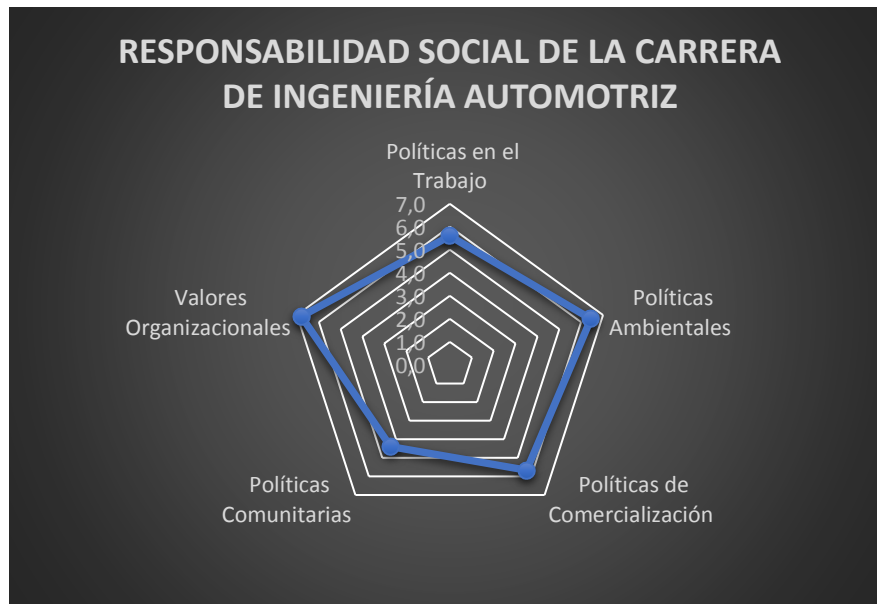 RESPONSABILIDAD SOCIAL DE LA CARRERA
DE INGENIERÍA AUTOMOTRIZ
Políticas en el
Trabajo
7,0
6,0
5,0
4,0
3,0
2,0
1,0
0,0
Valores
Organizacionales
Políticas
Ambientales
Políticas
Comunitarias
Políticas de
Comercialización